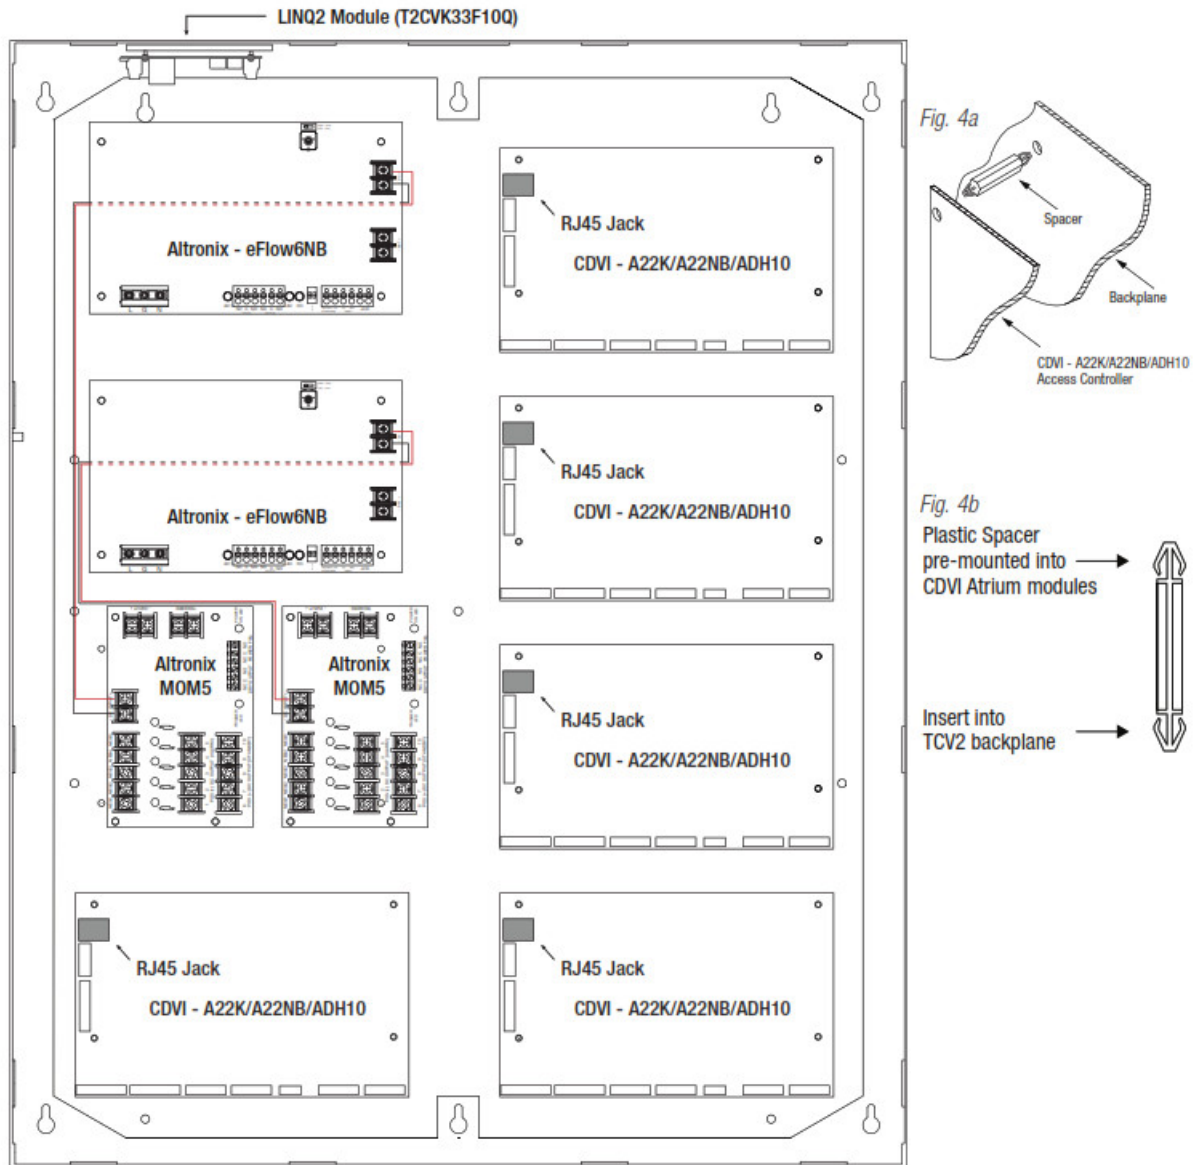 LINQ2 Module (T2CVK33F10Q)
Altronix - eFlow6NB
RJ45 Jack
CDVI - A22K/A22NB/ADH10
Altronix - eFlow6NB
RJ45 Jack
CDVI - A22K/A22NB/ADH10
Altronix
MOM5
Altronix
MOM5
RJ45 Jack
CDVI - A22K/A22NB/ADH10
RJ45 Jack
CDVI - A22K/A22NB/ADH10
RJ45 Jack
CDVI - A22K/A22NB/ADH10
Fig. 4a
Spacer
Backplane
CDVI - A22K/A22NB/ADH10
Access Controller
Fig. 4b
Plastic Spacer
pre-mounted into
CDVI Atrium modules
Insert into
TCV2 backplane